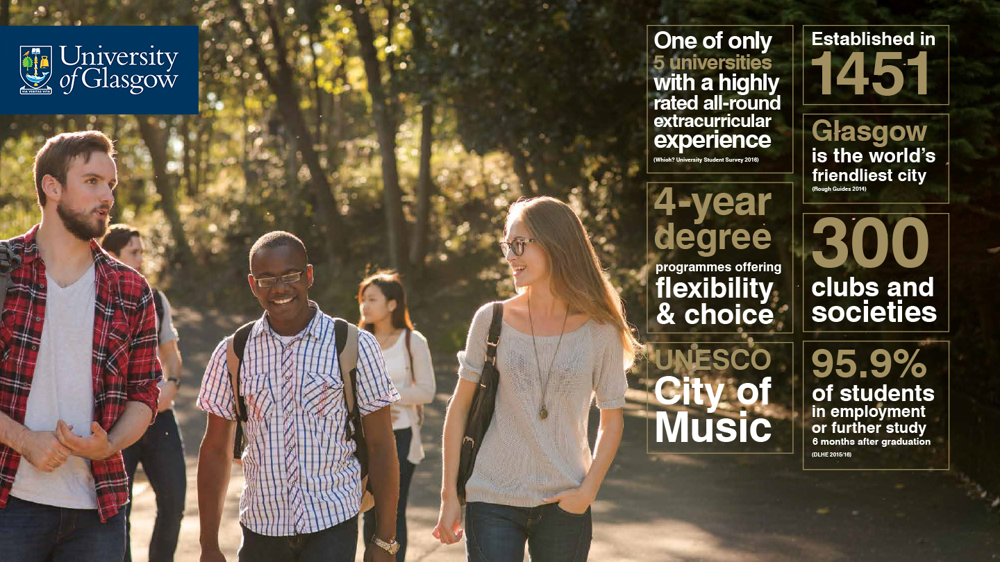 University
of Glasgow
VIA VERITAS VITA
One of only
5 universities
with a highly
rated all-round
extracurricular
experience
(Which? University Student Survey 2016)
4-year
degree
programmes offering
flexibility
& choice
UNESCO
City of
Music
Established in
1451
Glasgow
is the world's
friendliest city
(Rough Guides 2014)
300
clubs and
societies
95.9%
of students
in employment
or further study
6 months after graduation
(DLHE 2015/16)